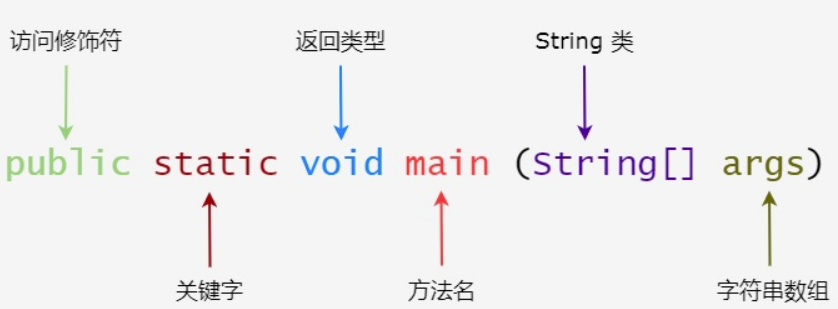 访问修饰符 返回类型 String 类
public static void main (String[] args)
关键字 方法名 字符串数组